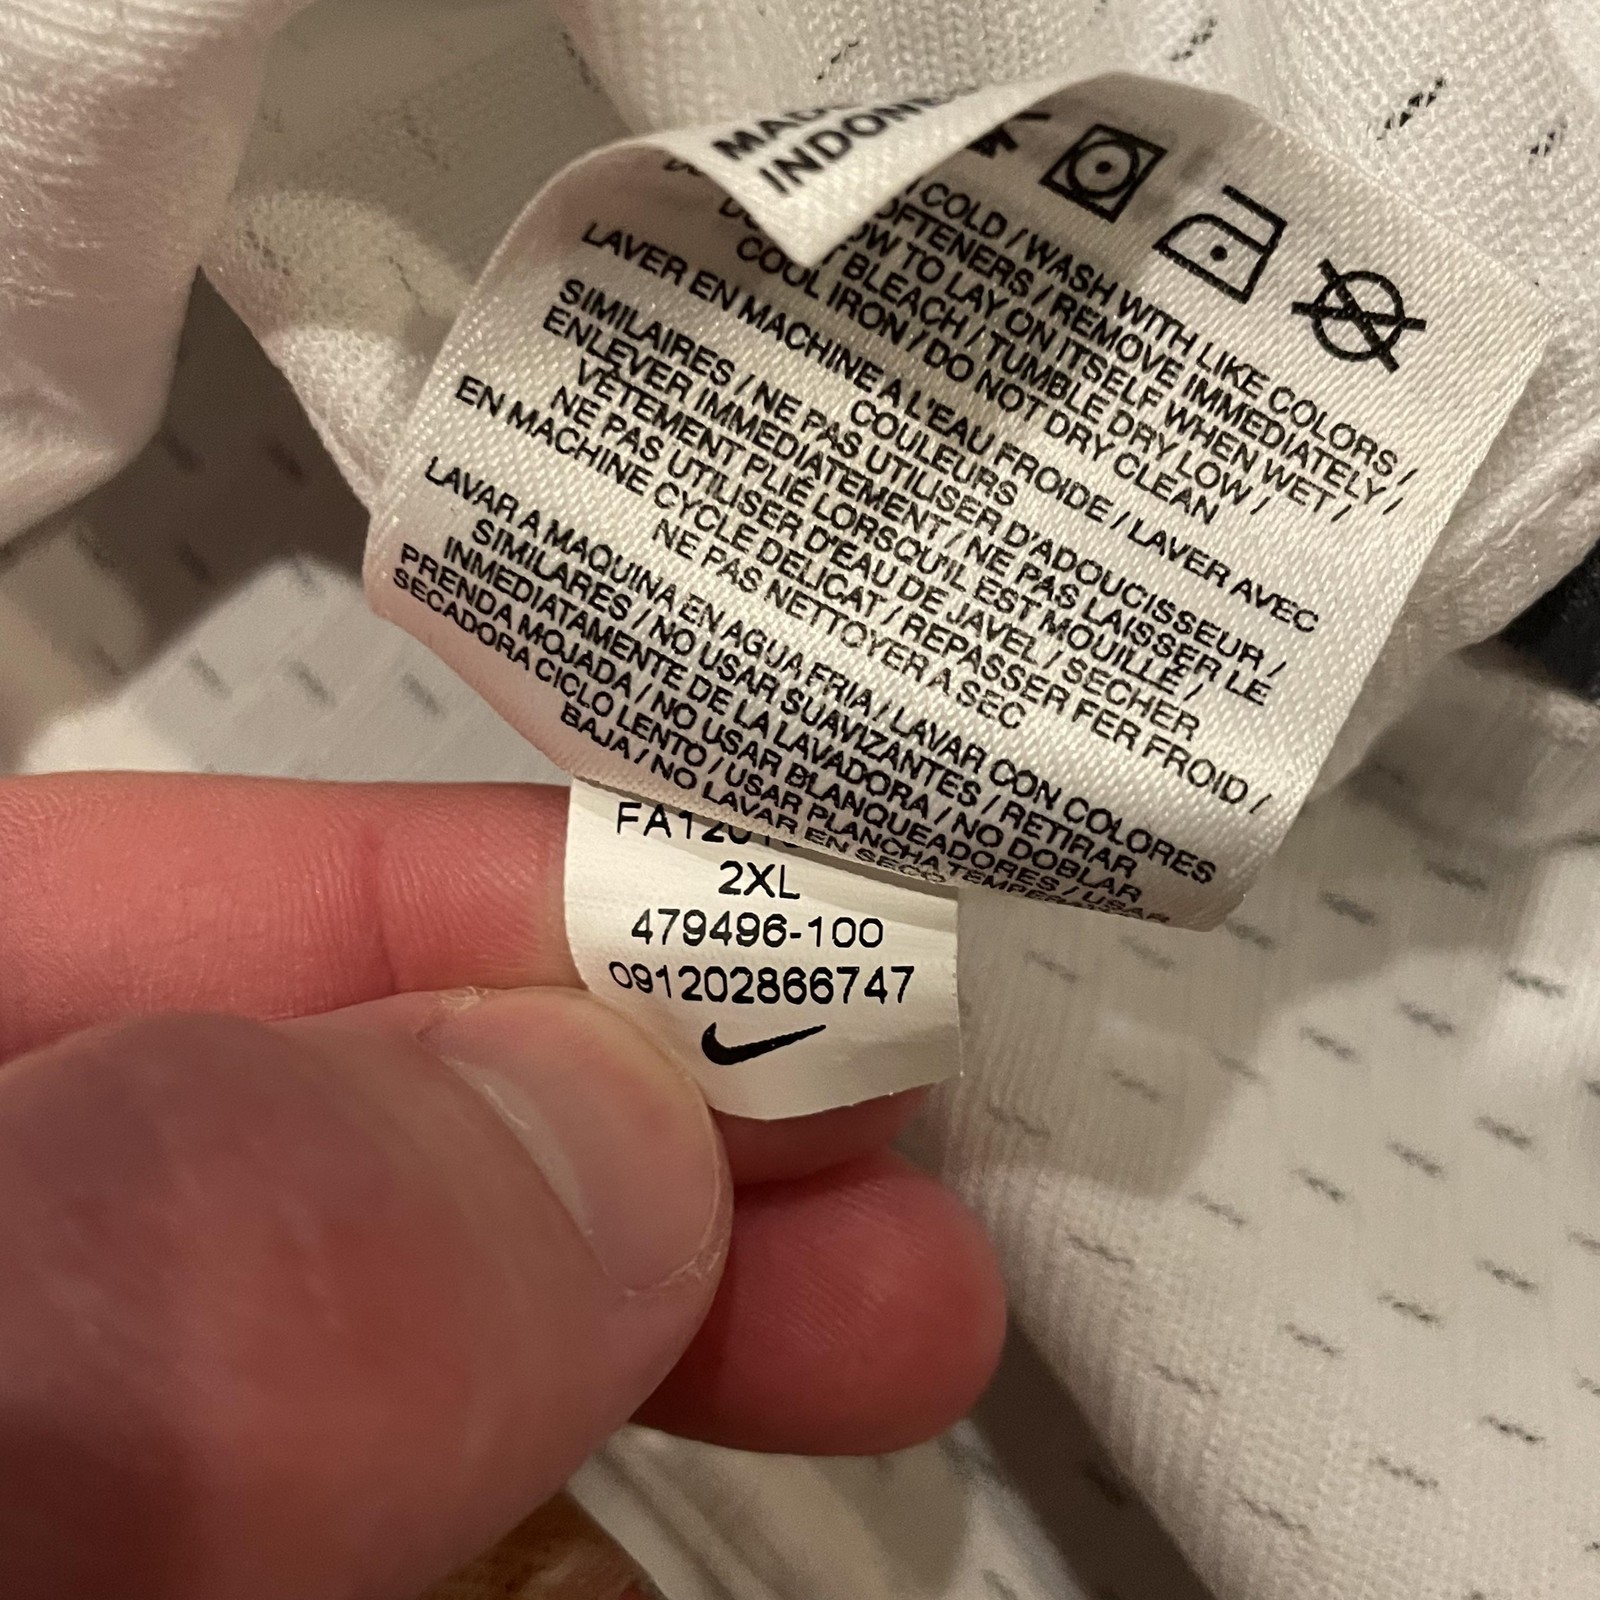 INDONE
COLD / WASH WITH LIKE COLORS /
OFTENERS / REMOVE IMMEDIATELY /
OW TO LAY ON ITSELF WHEN WET /
BLEACH / TUMBLE DRY LOW /
COOL IRON / DO NOT DRY CLEAN
LAVER EN MACHINE A L'EAU FROIDE / LAVER AVEC
COULEURS
SIMILAIRES / NE PAS UTILISER D'ADOUCISSEUR /
ENLEVER IMMEDIATEMENT / NE PAS LAISSER LE
VÊTEMENT PLIÉ LORSQU'IL EST MOUILLÉ /
NE PAS UTILISER D'EAU DE JAVEL / SECHER
EN MACHINE CYCLE DELICAT / REPASSER FER FROID /
NE PAS NETTOYER A SEC
LAVAR A MAQUINA EN AGUA FRIA / LAVAR CON COLORES
SIMILARES / NO USAR SUAVIZANTES / RETIRAR
INMEDIATAMENTE DE LA LAVADORA / NO DOBLAR
PRENDA MOJADA / NO USAR BLANQUEADORES / USAR
SECADORA CICLO LENTO / USAR PLANCHA TEMPERA
BAJA / NO LAVAR EN SECO
2XL
479496-100
091202866747